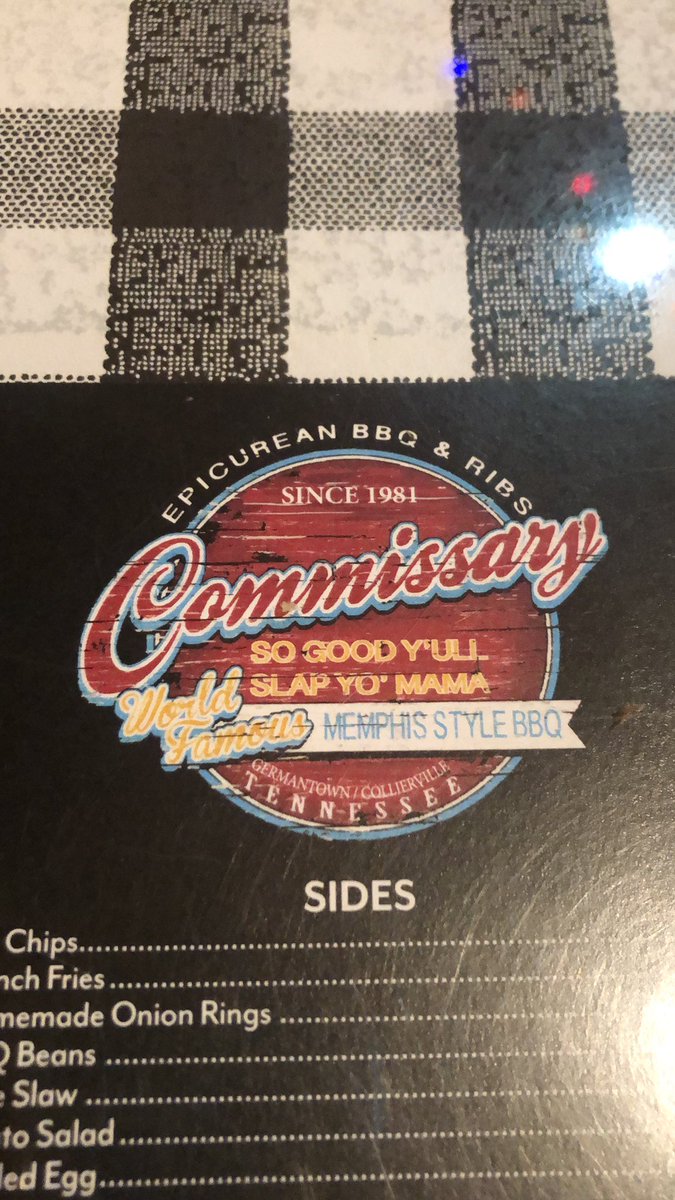 EPICUREAN BBQ & RIBS
SINCE 1981
Commissary
SO GOOD Y'ULL
SLAP YO' MAMA
World
Famous
MEMPHIS STYLE BBQ
GERMANTOWN / COLLIERVILLE
TENNESSEE
SIDES
Chips
nch Fries
memade Onion Rings
Q Beans
e Slaw
to Salad
led Egg